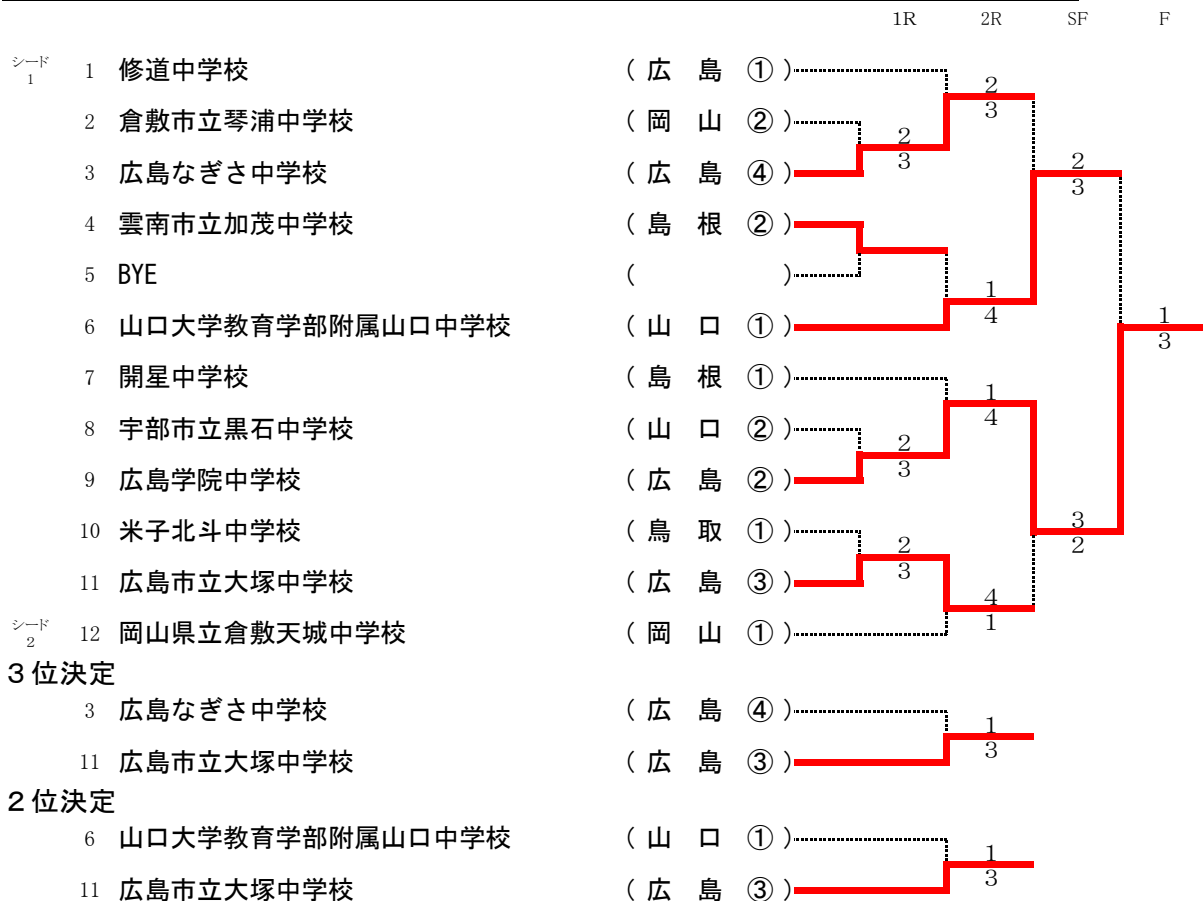 1R 2R SF F
シード1 1 修道中学校 ( 広 島 ① )
2
3
2 倉敷市立琴浦中学校 ( 岡 山 ② )
2
3
3 広島なぎさ中学校 ( 広 島 ④ )
2
3
4 雲南市立加茂中学校 ( 島 根 ② )
5 BYE ( )
1
4
6 山口大学教育学部附属山口中学校 ( 山 口 ① )
1
3
7 開星中学校 ( 島 根 ① )
1
4
8 宇部市立黒石中学校 ( 山 口 ② )
2
3
9 広島学院中学校 ( 広 島 ② )
10 米子北斗中学校 ( 鳥 取 ① )
3
2
2
3
11 広島市立大塚中学校 ( 広 島 ③ )
4
1
シード2 12 岡山県立倉敷天城中学校 ( 岡 山 ① )
3位決定
3 広島なぎさ中学校 ( 広 島 ④ )
1
3
11 広島市立大塚中学校 ( 広 島 ③ )
2位決定
6 山口大学教育学部附属山口中学校 ( 山 口 ① )
1
3
11 広島市立大塚中学校 ( 広 島 ③ )